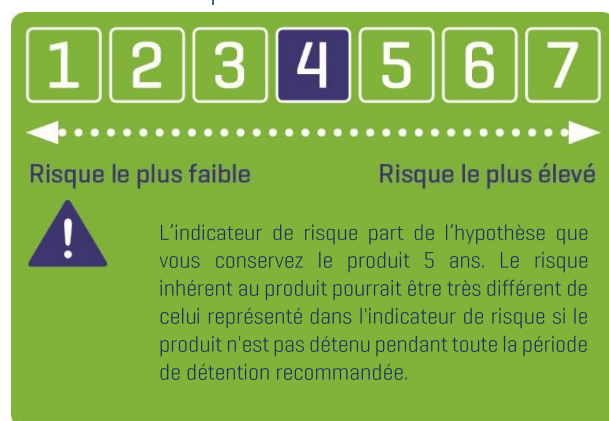 1 2 3 4 5 6 7
Risque le plus faible Risque le plus élevé
!
L'indicateur de risque part de l'hypothèse que
vous conservez le produit 5 ans. Le risque
inhérent au produit pourrait être très différent de
celui représenté dans l'indicateur de risque si le
produit n'est pas détenu pendant toute la période
de détention recommandée.